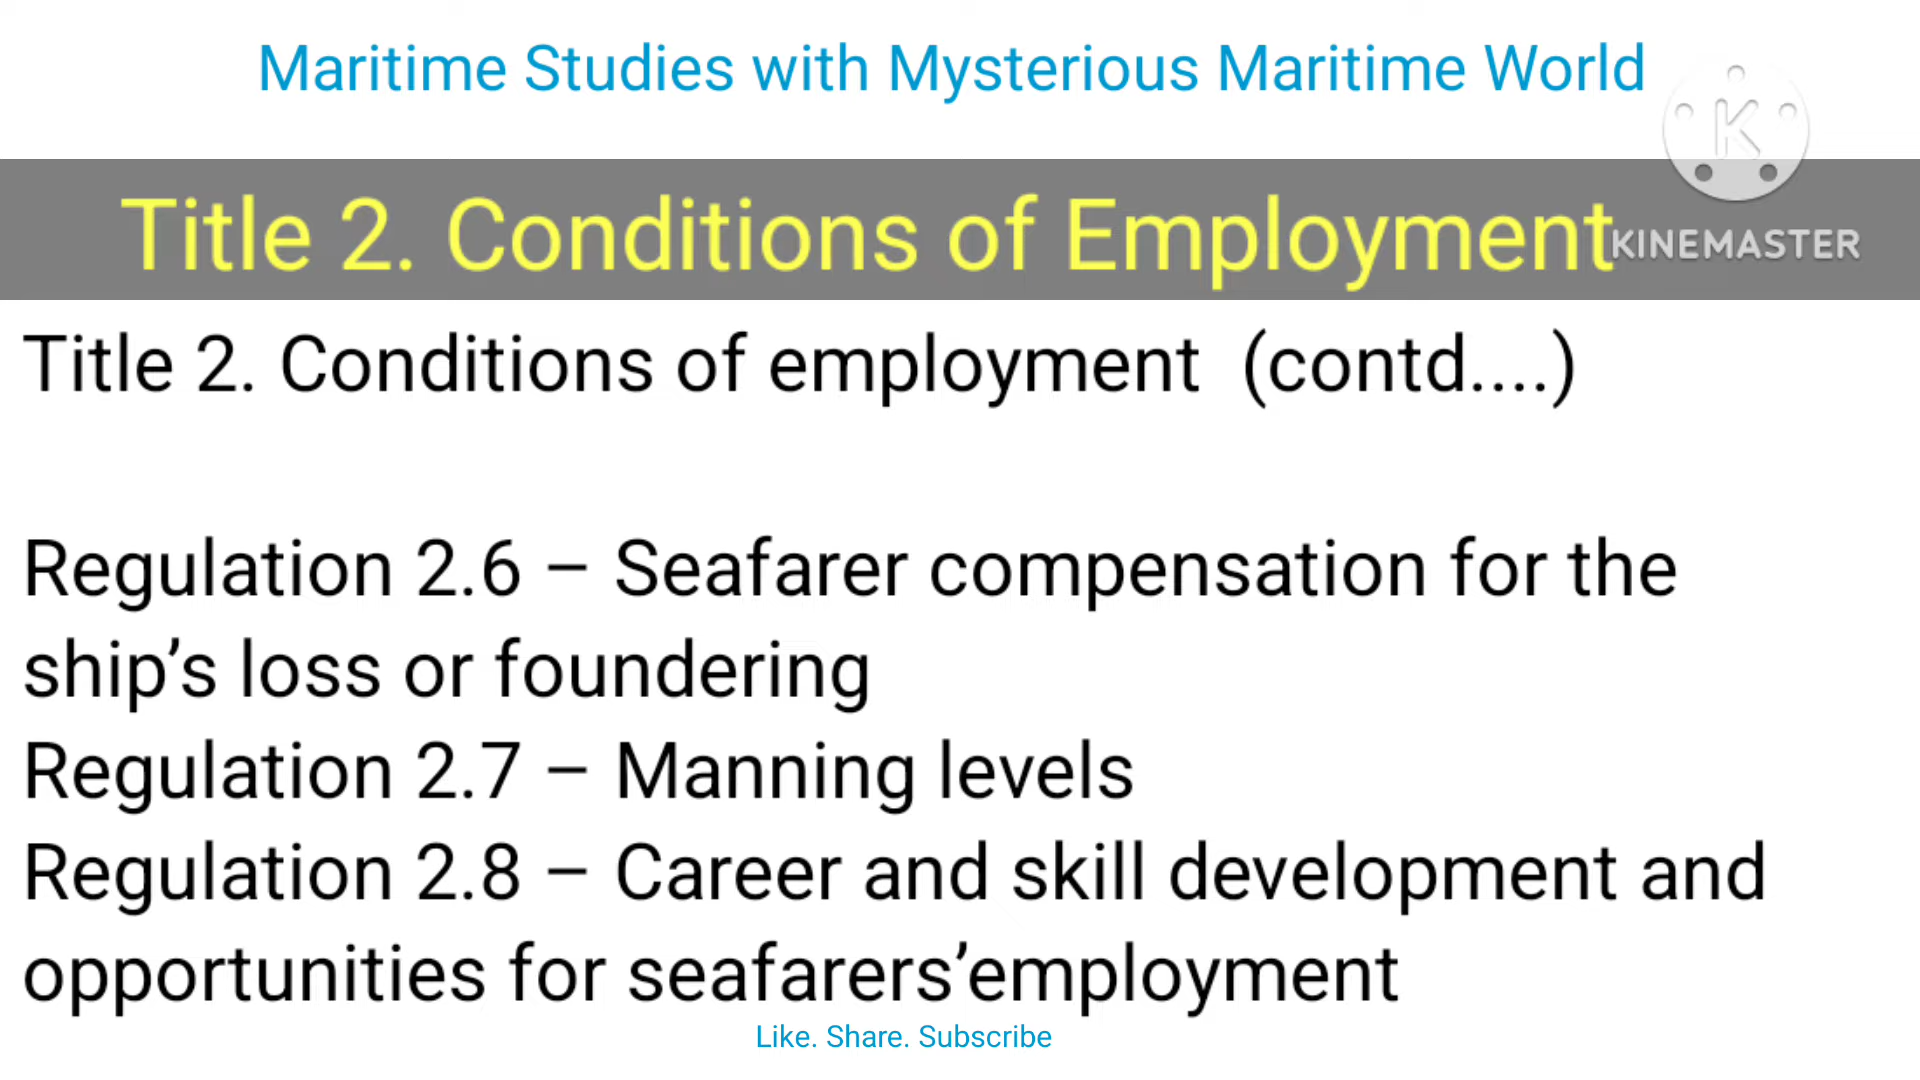 Maritime Studies with Mysterious Maritime World
K
Title 2. Conditions of Employment
KINEMASTER
Title 2. Conditions of employment  (contd....)
Regulation 2.6 – Seafarer compensation for the
ship’s loss or foundering
Regulation 2.7 – Manning levels
Regulation 2.8 – Career and skill development and
opportunities for seafarers’employment
Like. Share. Subscribe